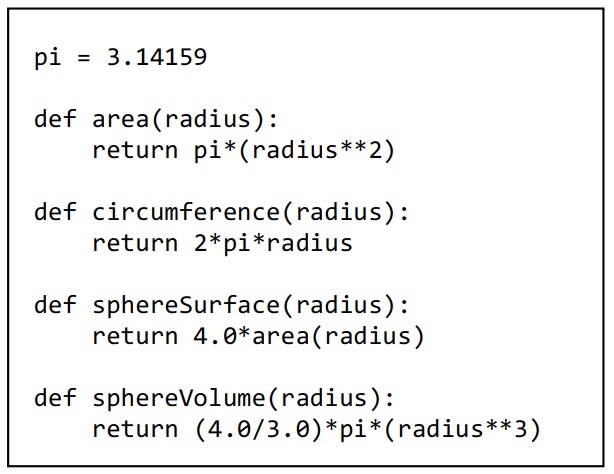 pi = 3.14159
def area(radius):
    return pi*(radius**2)
def circumference(radius):
    return 2*pi*radius
def sphereSurface(radius):
    return 4.0*area(radius)
def sphereVolume(radius):
    return (4.0/3.0)*pi*(radius**3)